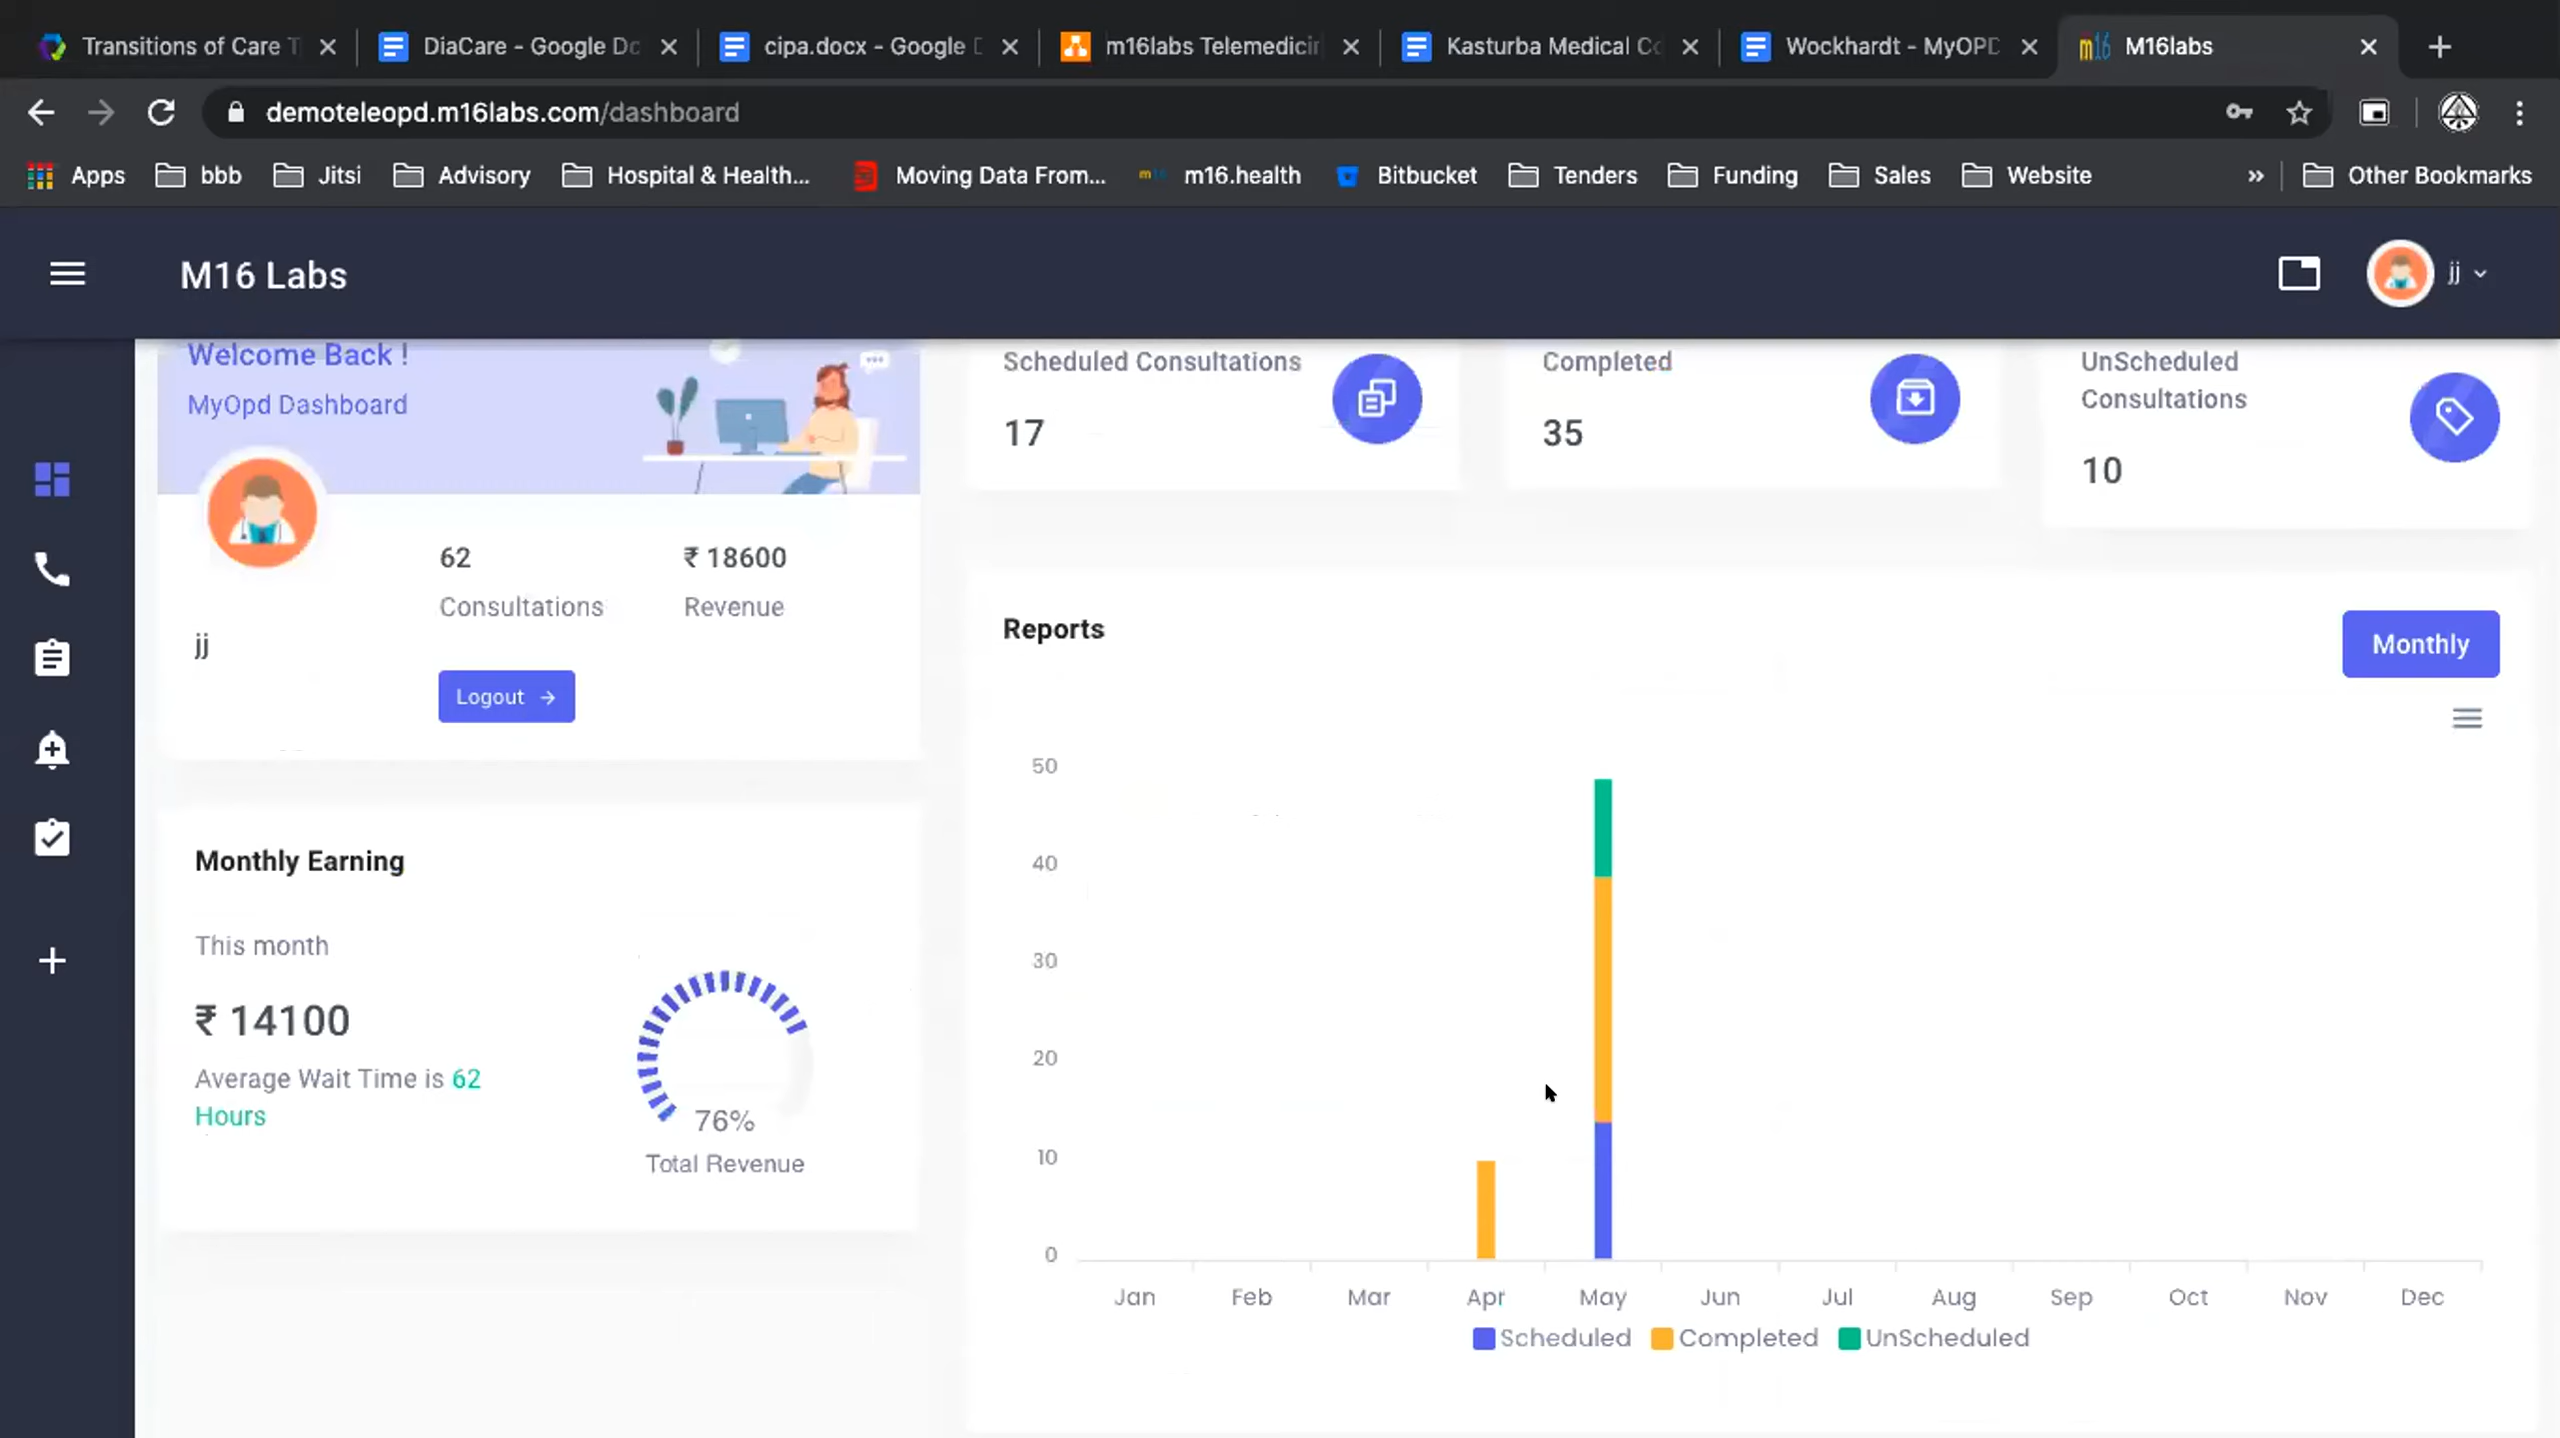 Transitions of Care T
DiaCare - Google Do
cipa.docx - Google D
m16labs Telemedicin
Kasturba Medical Co
Wockhardt - MyOPD
M16labs
demoteleopd.m16labs.com/dashboard
Apps
bbb
Jitsi
Advisory
Hospital & Health...
Moving Data From...
m16.health
Bitbucket
Tenders
Funding
Sales
Website
»
Other Bookmarks
M16 Labs
jj
Welcome Back !
MyOpd Dashboard
62
Consultations
₹ 18600
Revenue
jj
Logout →
Scheduled Consultations
17
Completed
35
UnScheduled
Consultations
10
Monthly Earning
This month
₹ 14100
Average Wait Time is 62
Hours
76%
Total Revenue
Reports
Monthly
50
40
30
20
10
0
Jan Feb Mar Apr May Jun Jul Aug Sep Oct Nov Dec
Scheduled Completed UnScheduled